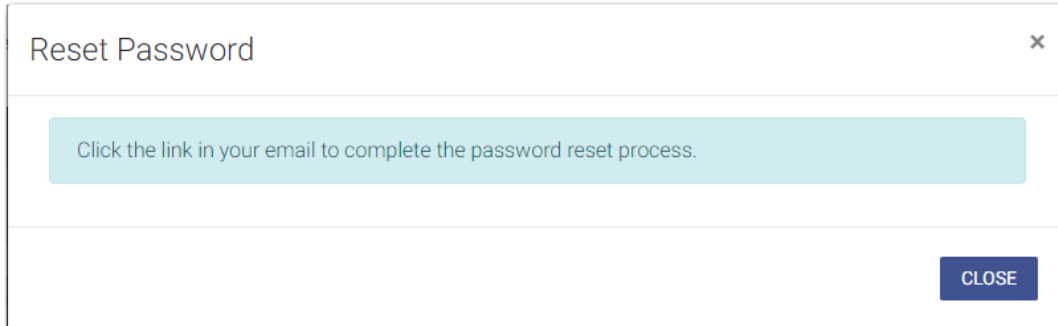 Reset Password
×
Click the link in your email to complete the password reset process.
CLOSE